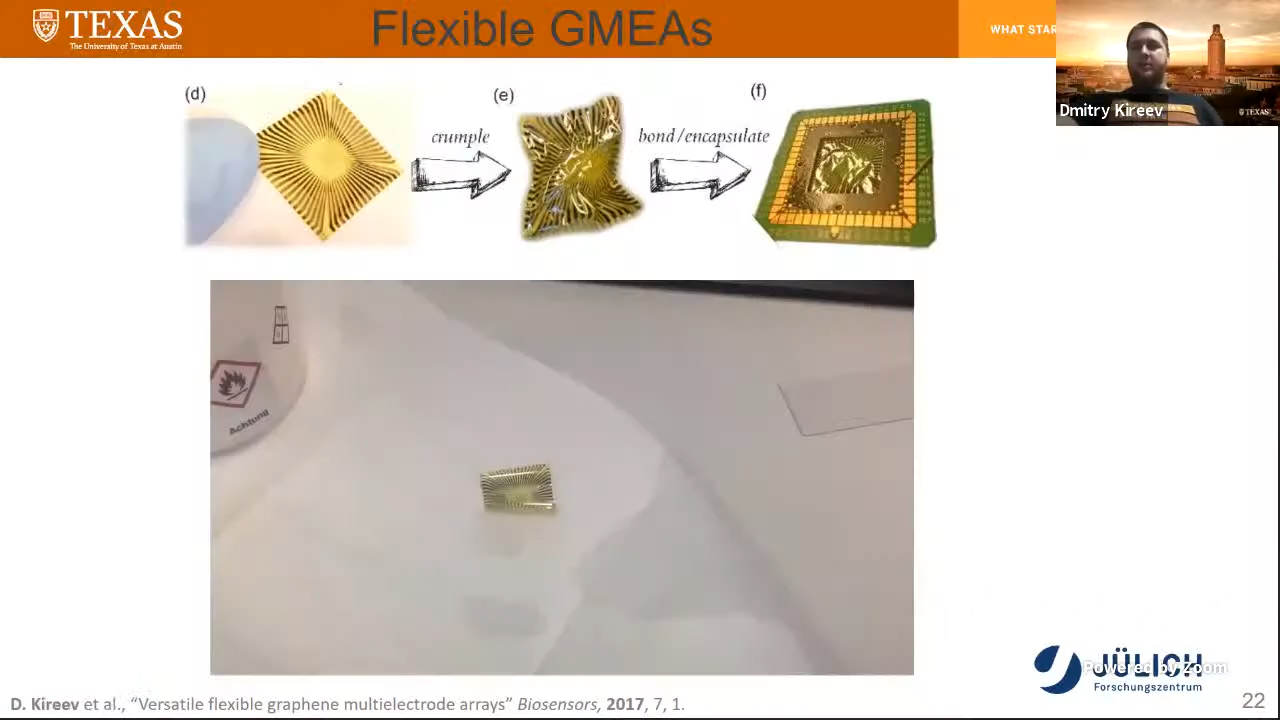 TEXAS
The University of Texas at Austin
Flexible GMEAs
WHAT STAR
Dmitry Kireev
TEXAS
(d)
(e)
(f)
crumple
bond/encapsulate
Achtung
JÜLICH
Forschungszentrum
Powered by Zoom
D. Kireev et al., “Versatile flexible graphene multielectrode arrays” Biosensors, 2017, 7, 1.
22